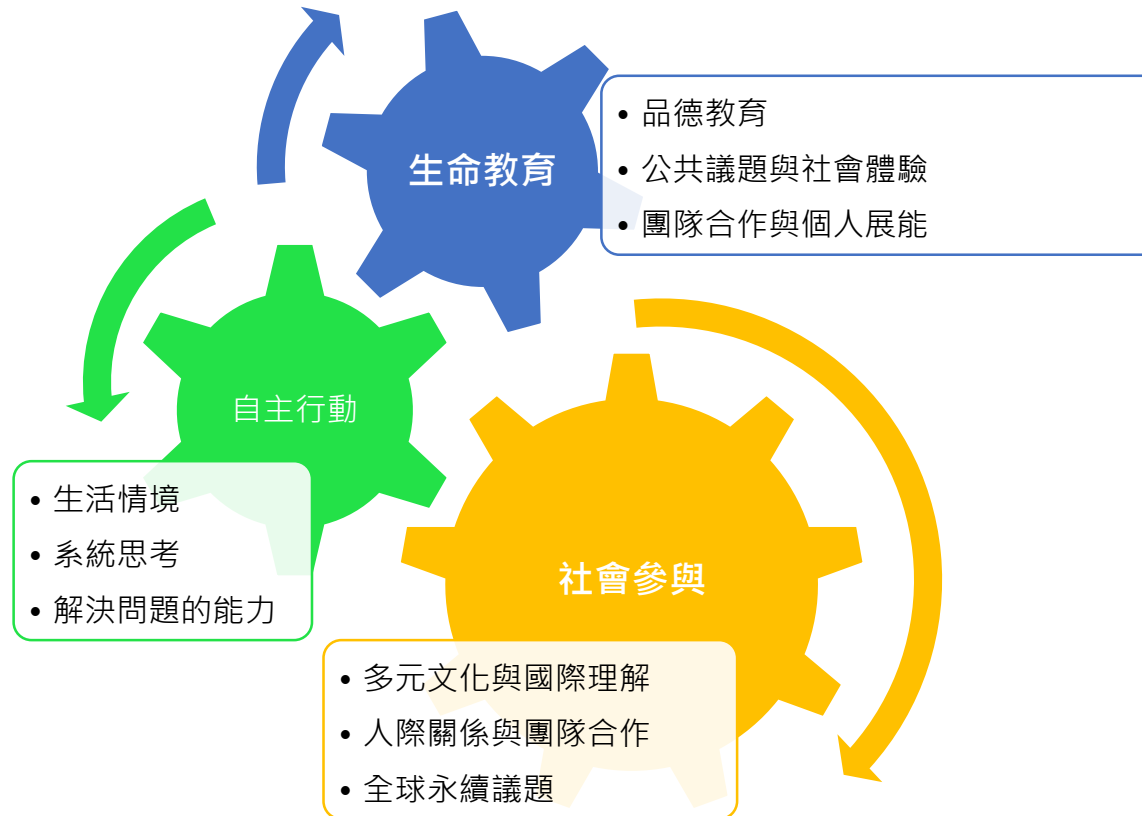 生命教育
• 品德教育
• 公共議題與社會體驗
• 團隊合作與個人展能
自主行動
• 生活情境
• 系統思考
• 解決問題的能力
社會參與
• 多元文化與國際理解
• 人際關係與團隊合作
• 全球永續議題